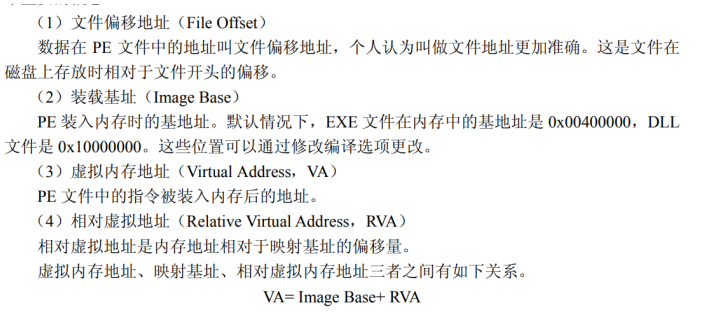 （1）文件偏移地址（File Offset）
数据在 PE 文件中的地址叫文件偏移地址，个人认为叫做文件地址更加准确。这是文件在
磁盘上存放时相对于文件开头的偏移。
（2）装载基址（Image Base）
PE 装入内存时的基地址。默认情况下，EXE 文件在内存中的基地址是 0x00400000，DLL
文件是 0x10000000。这些位置可以通过修改编译选项更改。
（3）虚拟内存地址（Virtual Address，VA）
PE 文件中的指令被装入内存后的地址。
（4）相对虚拟地址（Relative Virtual Address，RVA）
相对虚拟地址是内存地址相对于映射基址的偏移量。
虚拟内存地址、映射基址、相对虚拟内存地址三者之间有如下关系。
VA= Image Base+ RVA